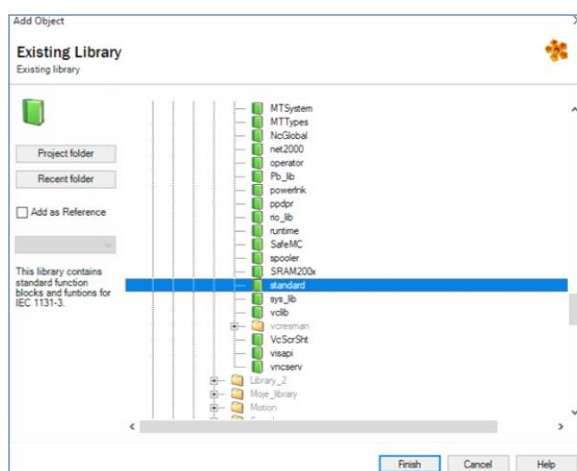 Add Object
Existing Library
Existing library
Project folder
Recent folder
Add as Reference
This library contains
standard function
blocks and funtions for
IEC 1131-3.
MTSystem
MTTypes
NcGlobal
net2000
operator
Pb_lib
powerlnk
ppdpr
rio_lib
runtime
SafeMC
spooler
SRAM200x
standard
sys_lib
vclib
vcresman
VcScrSht
visapi
vncserv
Library_2
Moje_library
Motion
Finish
Cancel
Help